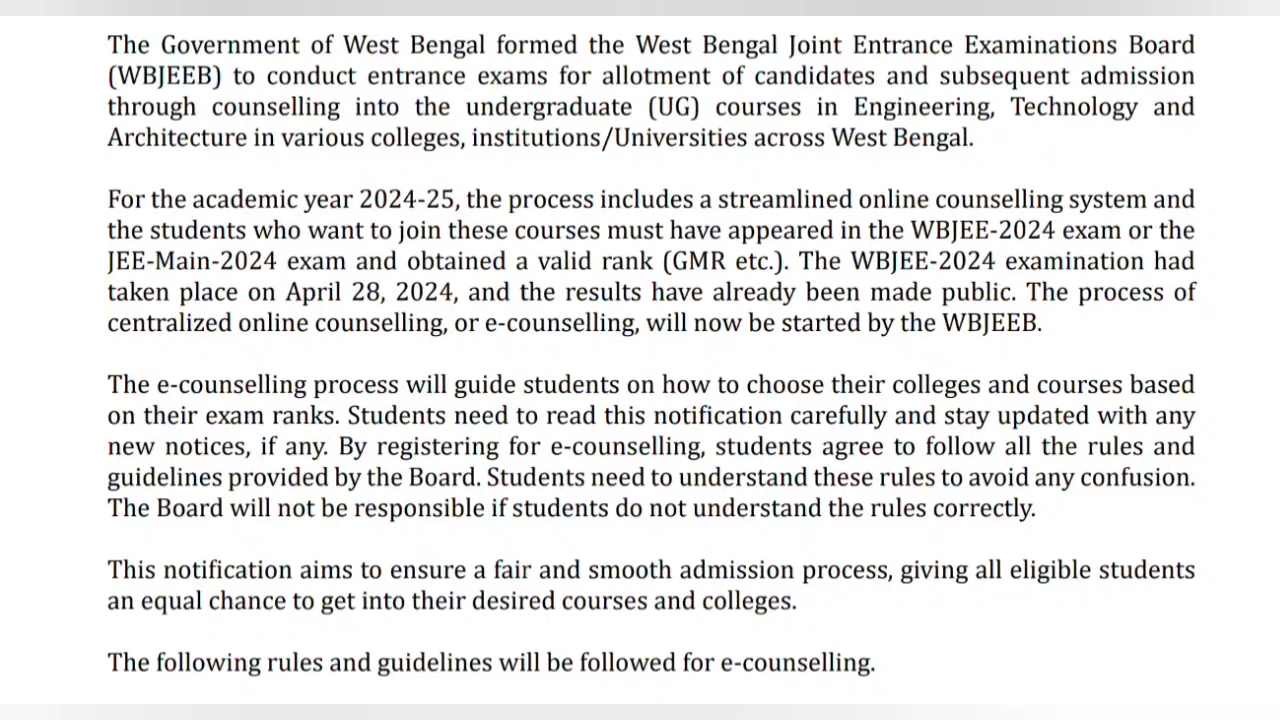 The Government of West Bengal formed the West Bengal Joint Entrance Examinations Board
(WBJEEB) to conduct entrance exams for allotment of candidates and subsequent admission
through counselling into the undergraduate (UG) courses in Engineering, Technology and
Architecture in various colleges, institutions/Universities across West Bengal.
For the academic year 2024-25, the process includes a streamlined online counselling system and
the students who want to join these courses must have appeared in the WBJEE-2024 exam or the
JEE-Main-2024 exam and obtained a valid rank (GMR etc.). The WBJEE-2024 examination had
taken place on April 28, 2024, and the results have already been made public. The process of
centralized online counselling, or e-counselling, will now be started by the WBJEEB.
The e-counselling process will guide students on how to choose their colleges and courses based
on their exam ranks. Students need to read this notification carefully and stay updated with any
new notices, if any. By registering for e-counselling, students agree to follow all the rules and
guidelines provided by the Board. Students need to understand these rules to avoid any confusion.
The Board will not be responsible if students do not understand the rules correctly.
This notification aims to ensure a fair and smooth admission process, giving all eligible students
an equal chance to get into their desired courses and colleges.
The following rules and guidelines will be followed for e-counselling.